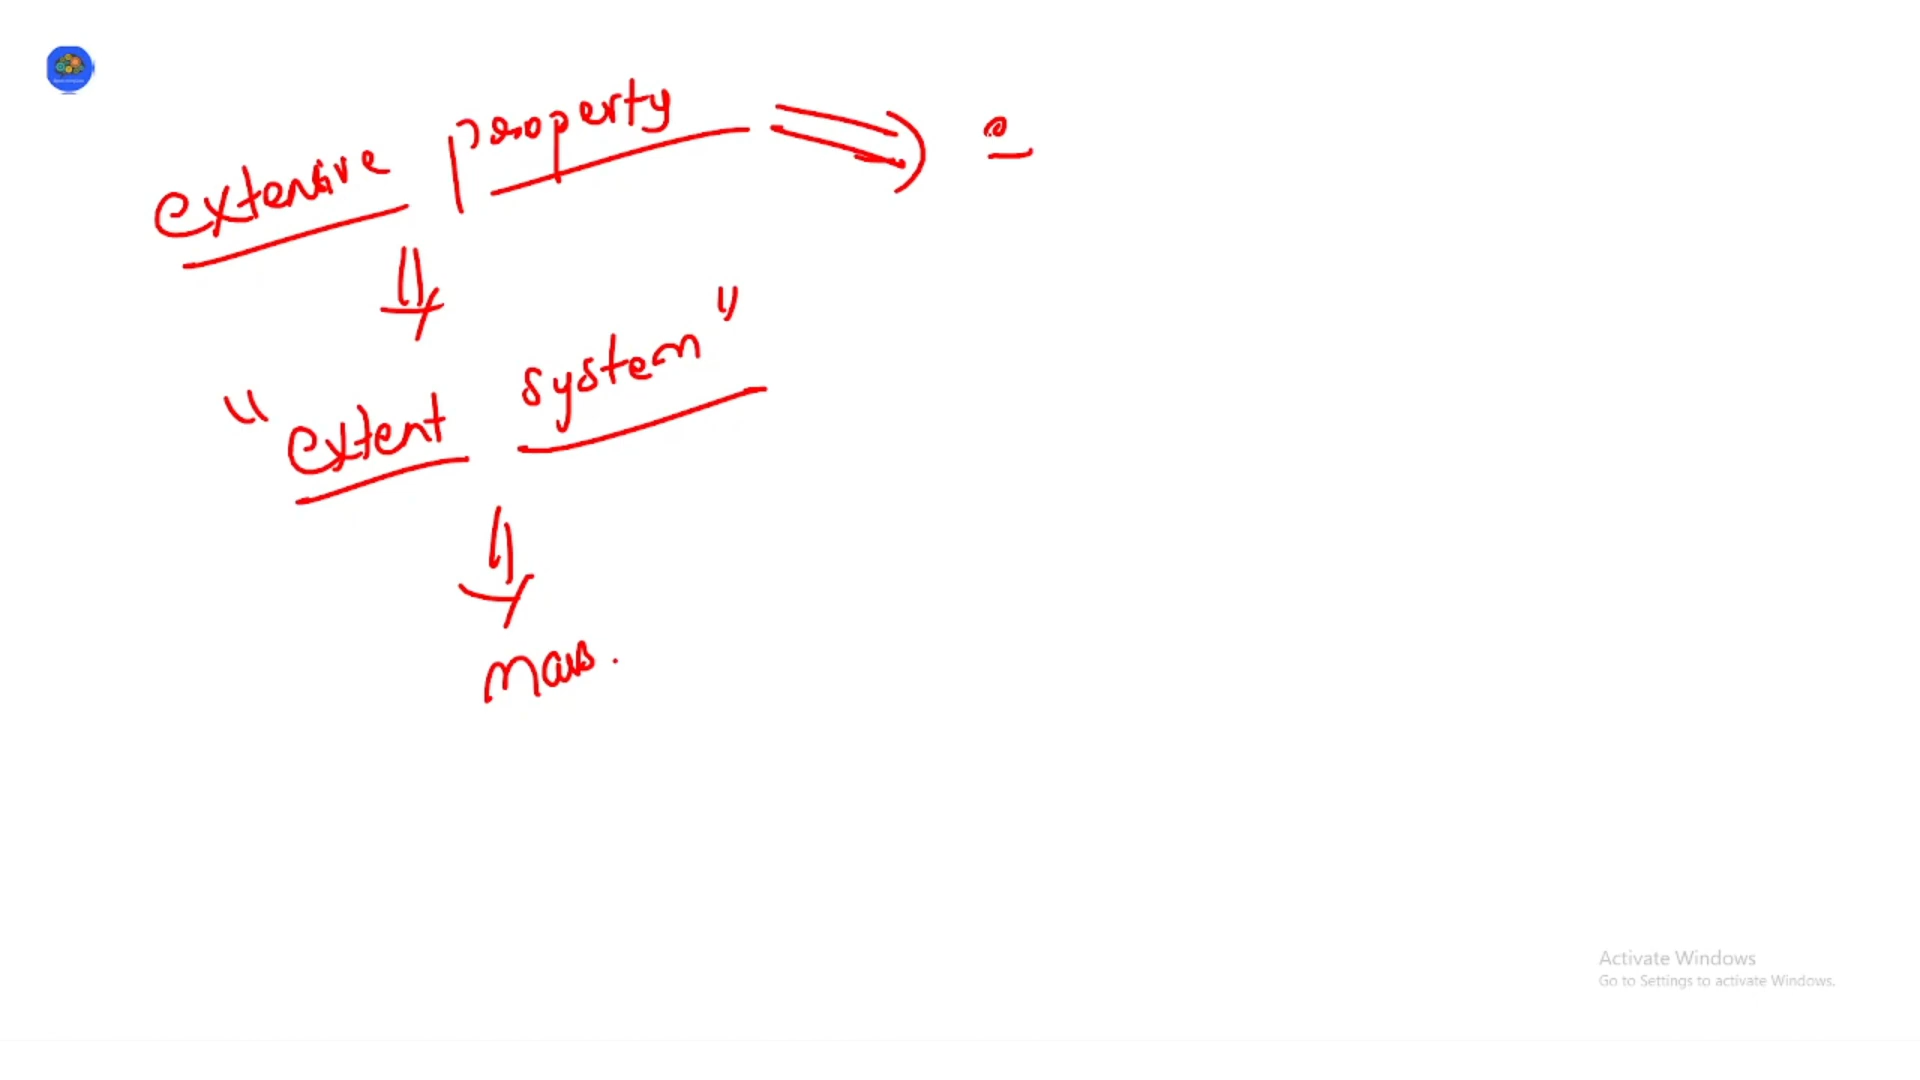 extensive property
"extent system"
mass.
Activate Windows
Go to Settings to activate Windows.